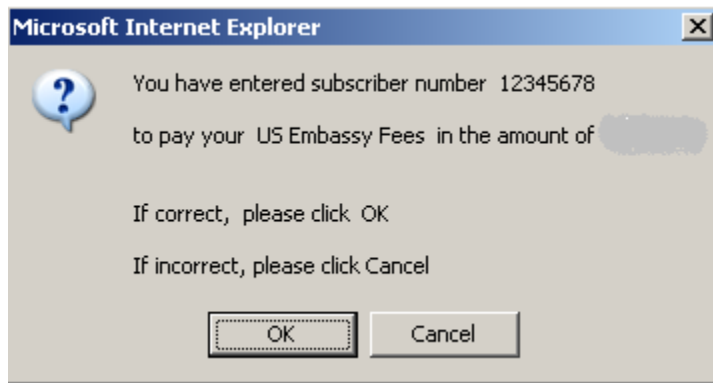 Microsoft Internet Explorer
You have entered subscriber number 12345678
to pay your US Embassy Fees in the amount of
If correct, please click OK
If incorrect, please click Cancel
OK Cancel